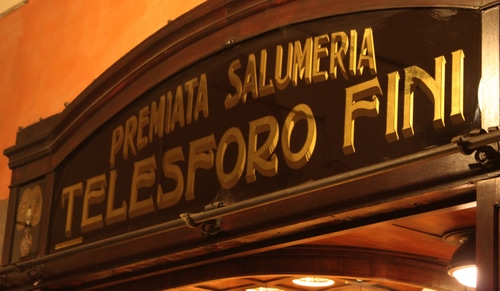 PREMIATA SALUMERIA
TELESFORO FINI